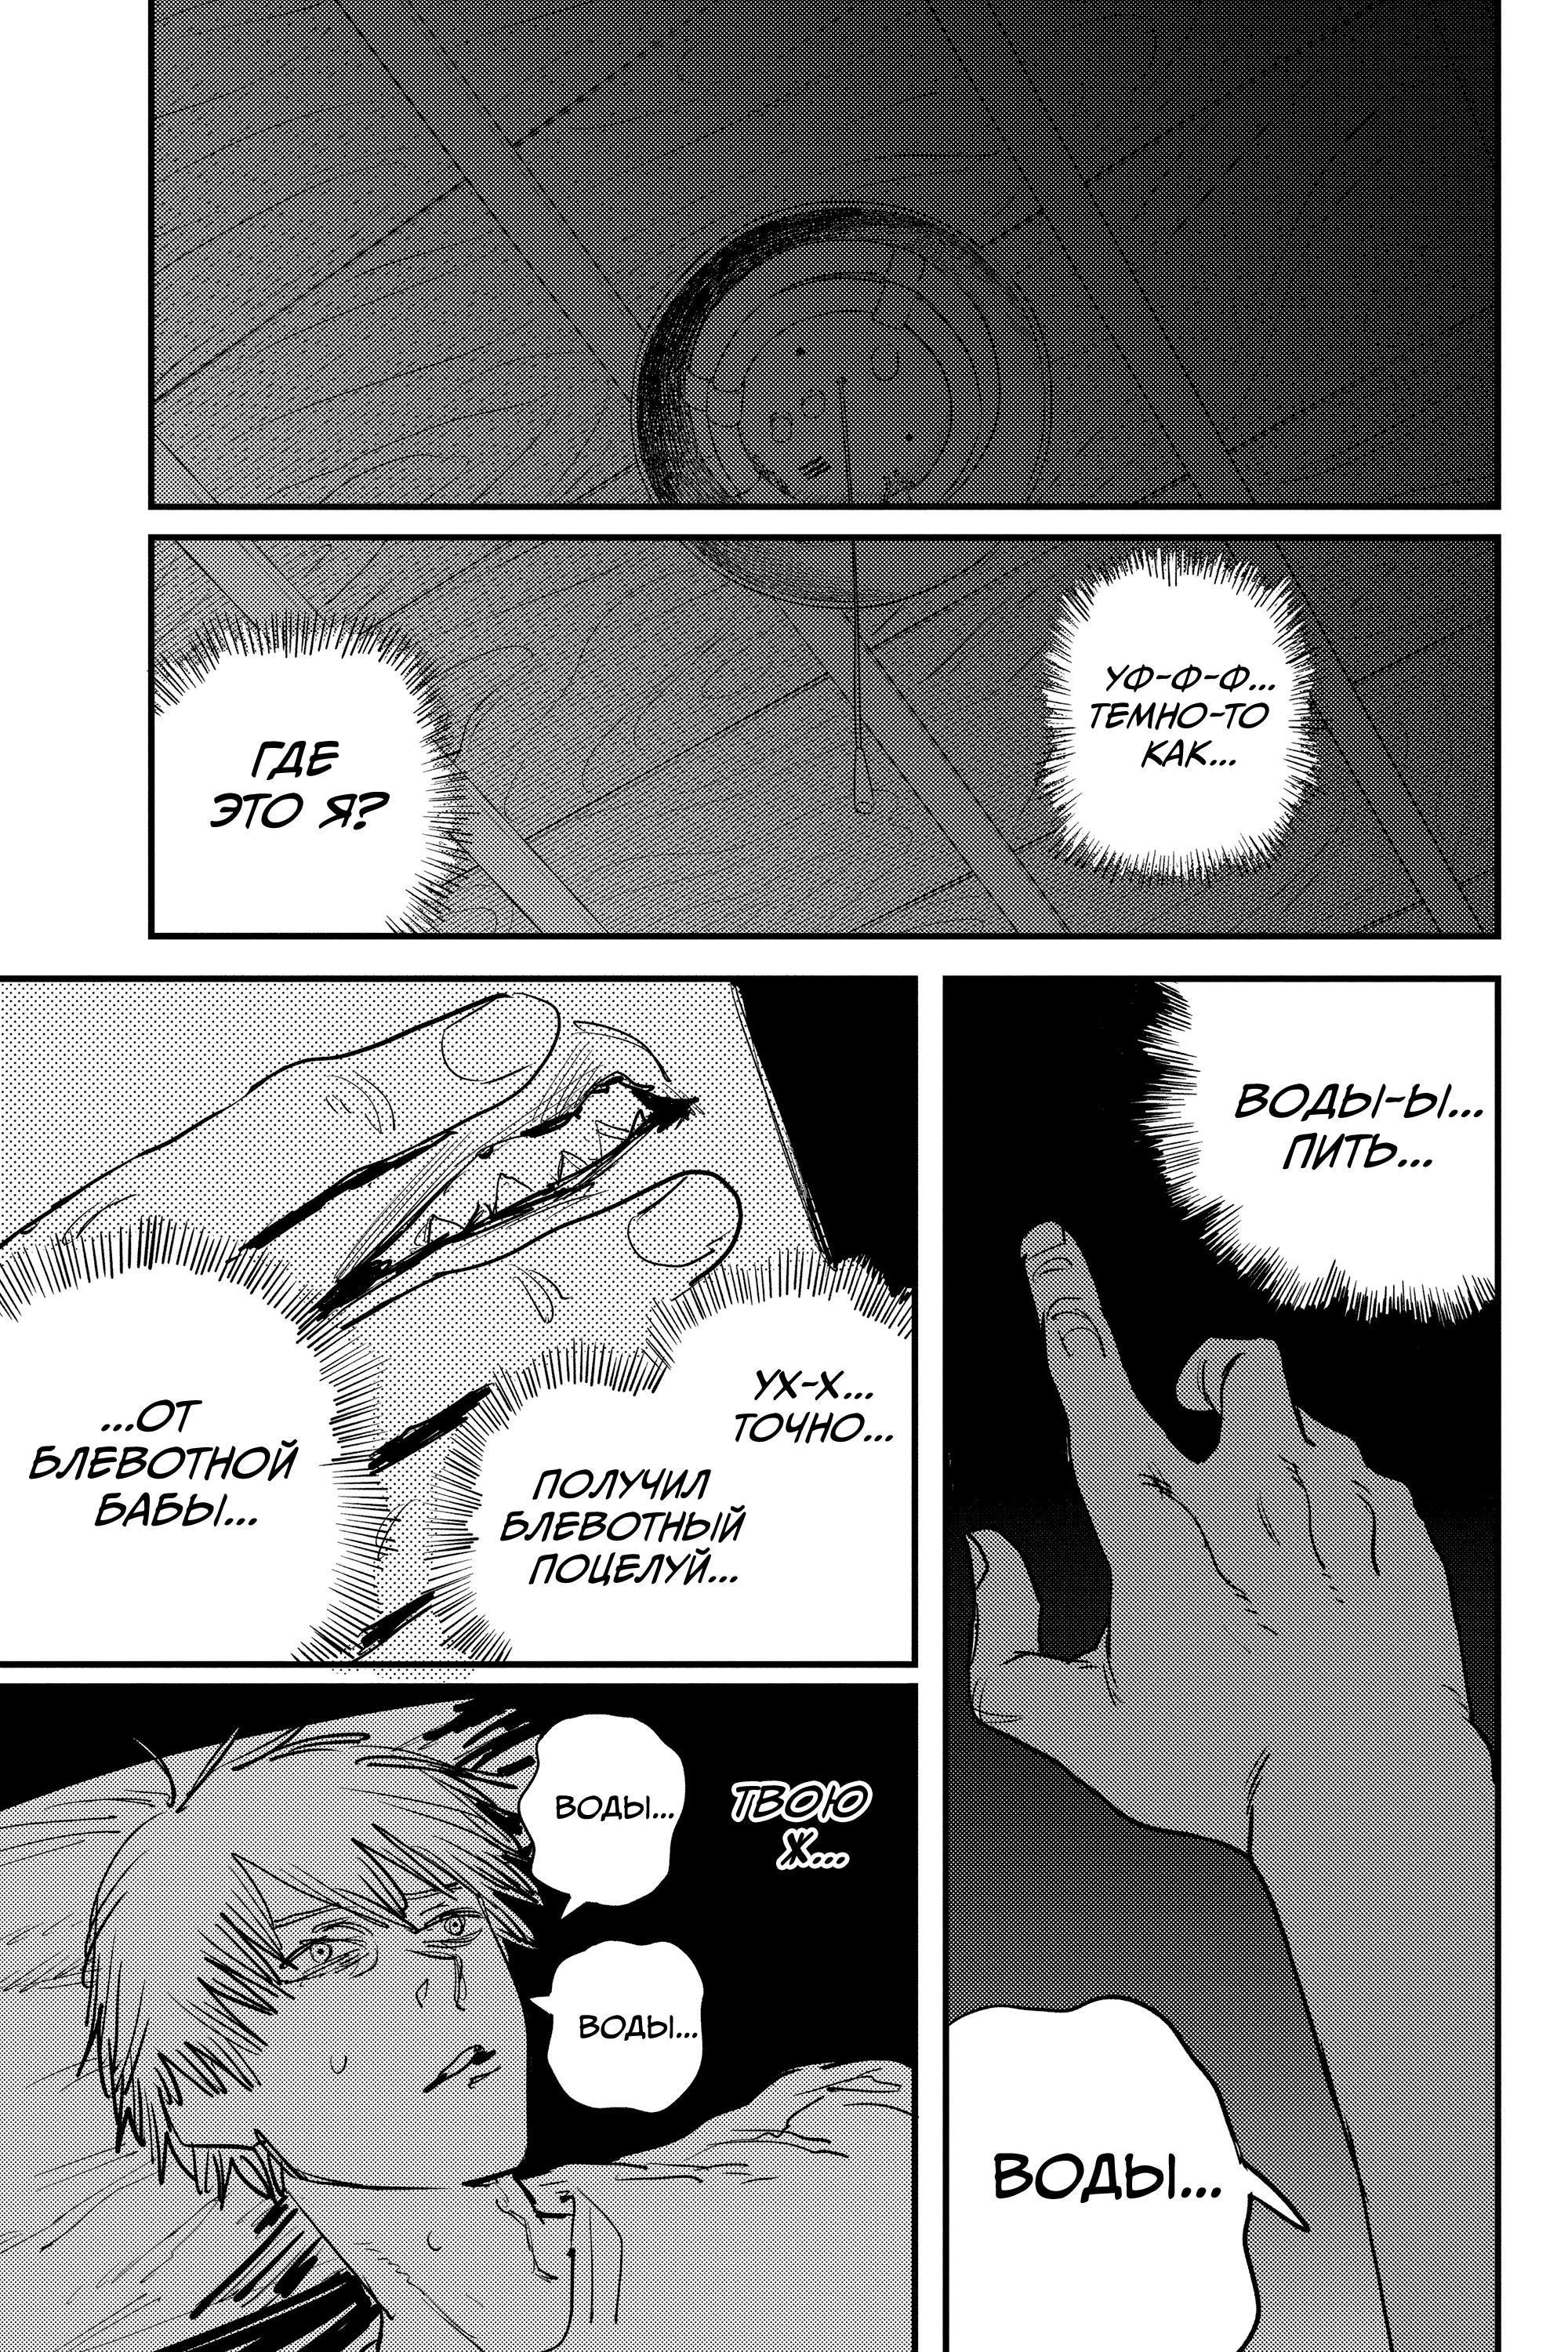 УФ-Ф-Ф...
ТЕМНО-ТО
КАК...
ГДЕ
ЭТО Я?
ВОДЫ-Ы...
ПИТЬ...
ВОДЫ...
УХ-Х...
ТОЧНО...
ПОЛУЧИЛ
БЛЕВОТНЫЙ
ПОЦЕЛУЙ...
...ОТ
БЛЕВОТНОЙ
БАБЫ...
ТВОЮ
Ж...
ВОДЫ...
ВОДЫ...